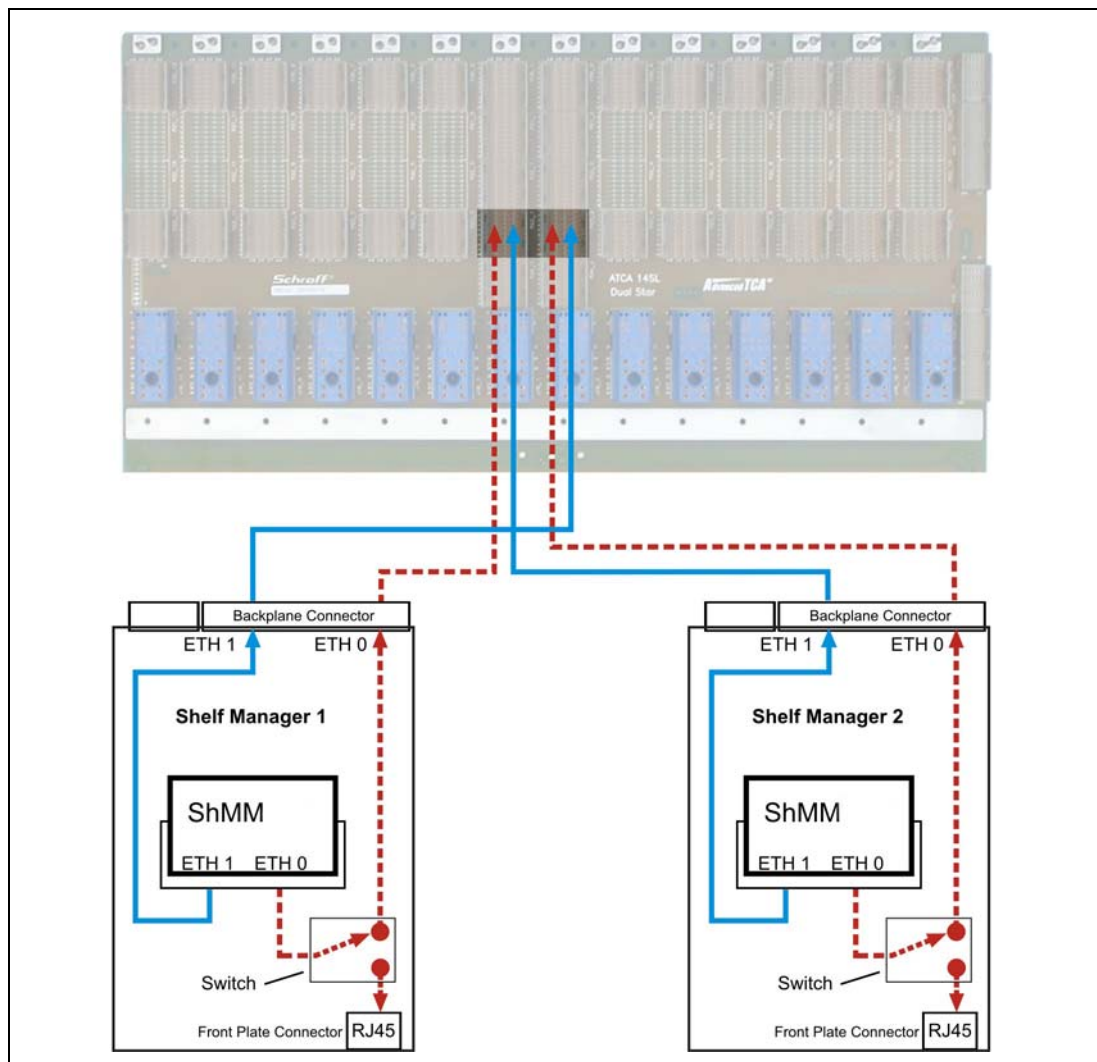 Schroff
ATCA 14SL
Dual Star
AdvancedTCA
Backplane Connector
ETH 1
ETH 0
Shelf Manager 1
ShMM
ETH 1
ETH 0
Switch
Front Plate Connector
RJ45
Backplane Connector
ETH 1
ETH 0
Shelf Manager 2
ShMM
ETH 1
ETH 0
Switch
Front Plate Connector
RJ45